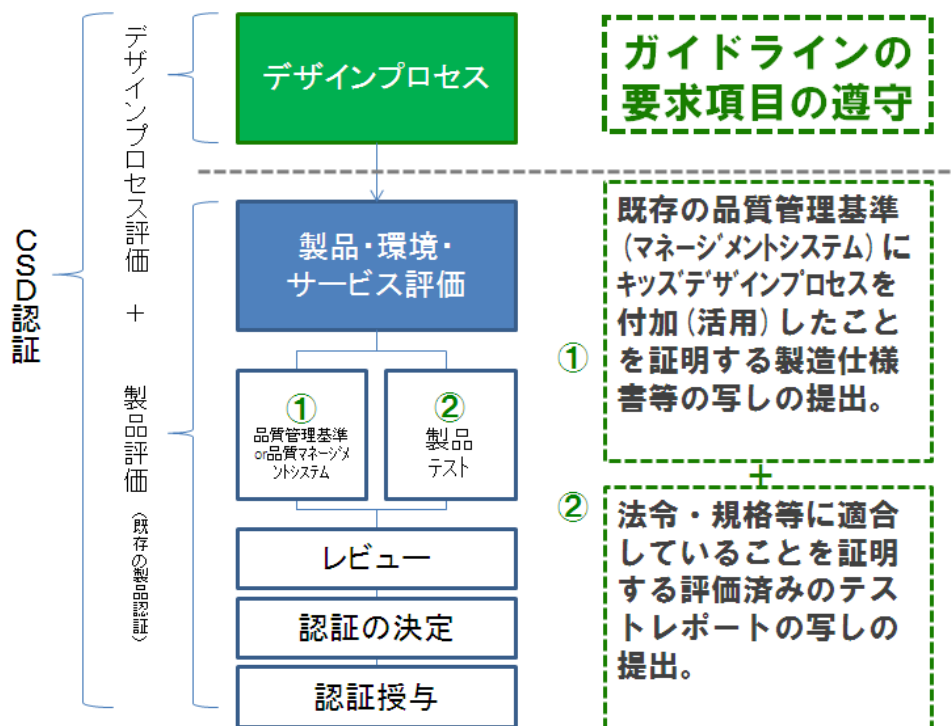 CSD認証
デザインプロセス評価 + 製品評価(既存の製品認証)
デザインプロセス
ガイドラインの
要求項目の遵守
製品・環境・
サービス評価
①
品質管理基準
or品質マネージメ
ントシステム
②
製品
テスト
レビュー
認証の決定
認証授与
①
既存の品質管理基準
(マネージメントシステム)に
キッズデザインプロセスを
付加(活用)したこと
を証明する製造仕様
書等の写しの提出。
+
②
法令・規格等に適合
していることを証明
する評価済みのテス
トレポートの写しの
提出。